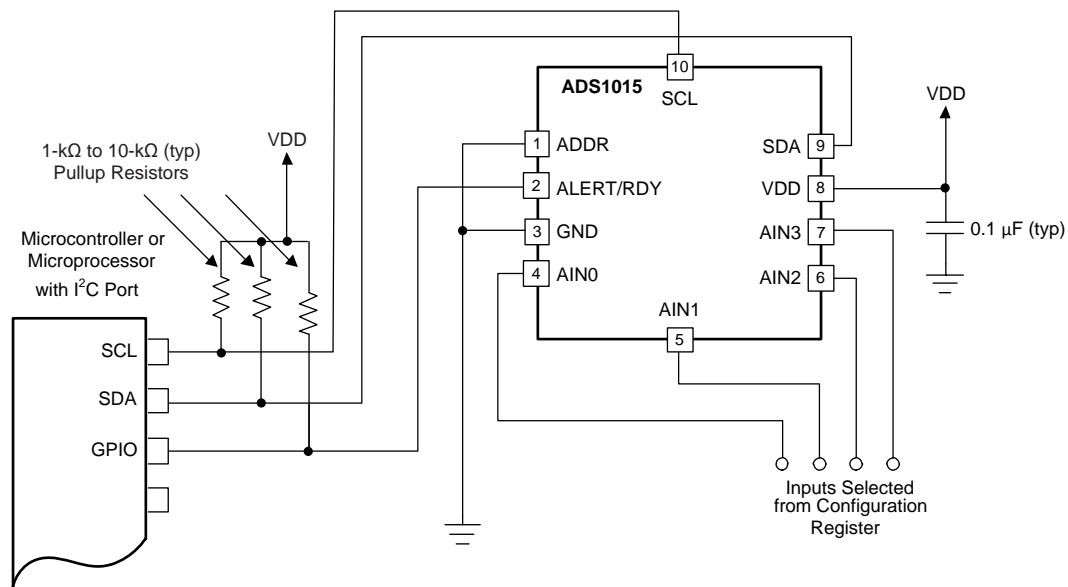 10
ADS1015
SCL
VDD
1-kΩ to 10-kΩ (typ)
Pullup Resistors
VDD
1
ADDR
SDA
9
2
ALERT/RDY
VDD
8
3
GND
AIN3
7
0.1 µF (typ)
4
AIN0
AIN2
6
Microcontroller or
Microprocessor
with I²C Port
AIN1
5
SCL
SDA
GPIO
Inputs Selected
from Configuration
Register